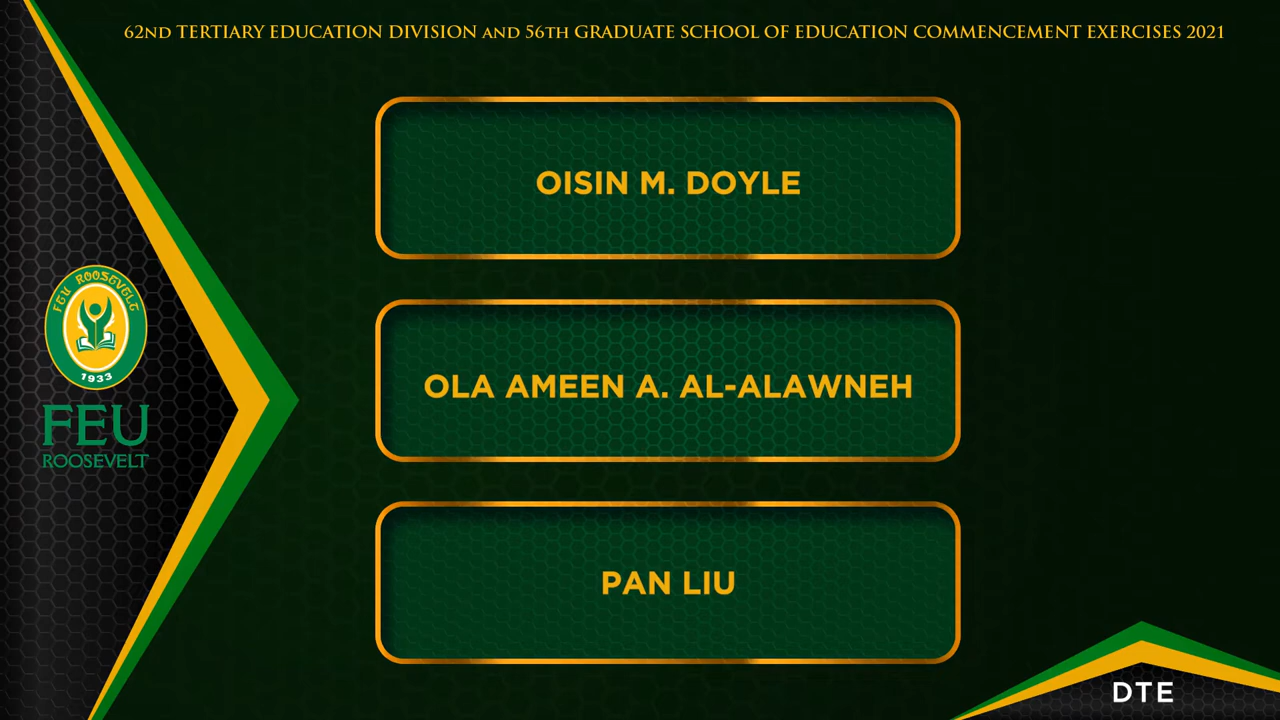 62ND TERTIARY EDUCATION DIVISION AND 56TH GRADUATE SCHOOL OF EDUCATION COMMENCEMENT EXERCISES 2021
OISIN M. DOYLE
FEU ROOSEVELT
1933
FEU
ROOSEVELT
OLA AMEEN A. AL-ALAWNEH
PAN LIU
DTE